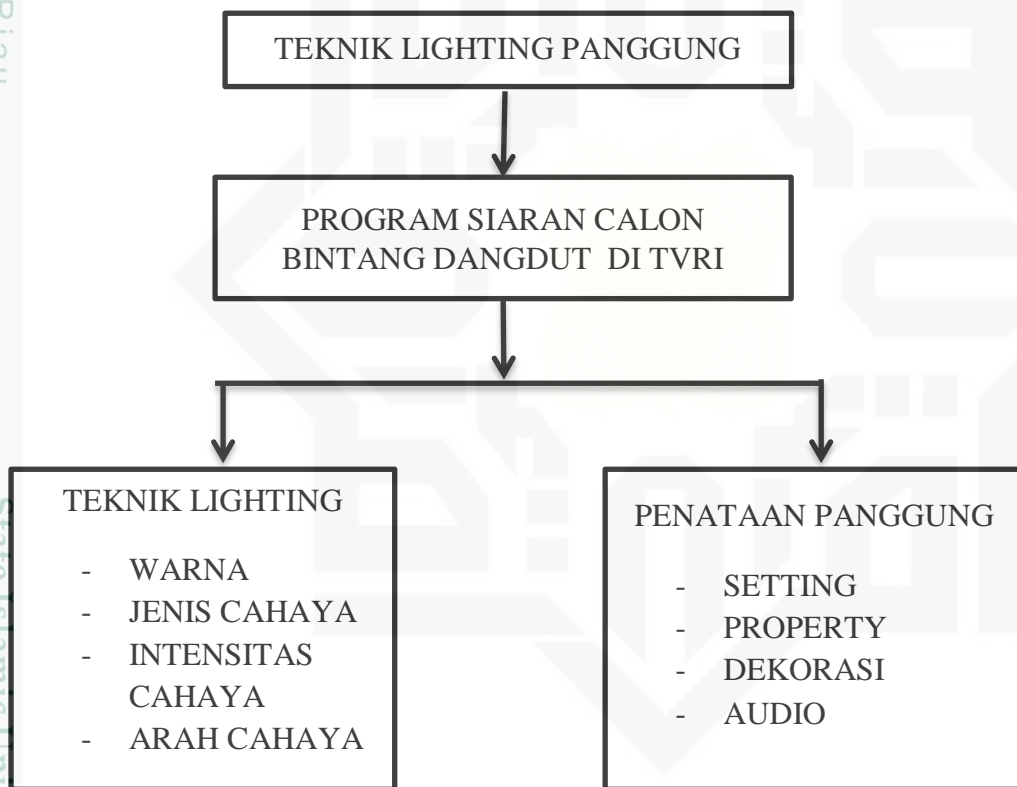 TEKNIK LIGHTING PANGGUNG
PROGRAM SIARAN CALON
BINTANG DANGDUT DI TVRI
TEKNIK LIGHTING
- WARNA
- JENIS CAHAYA
- INTENSITAS
CAHAYA
- ARAH CAHAYA
PENATAAN PANGGUNG
- SETTING
- PROPERTY
- DEKORASI
- AUDIO